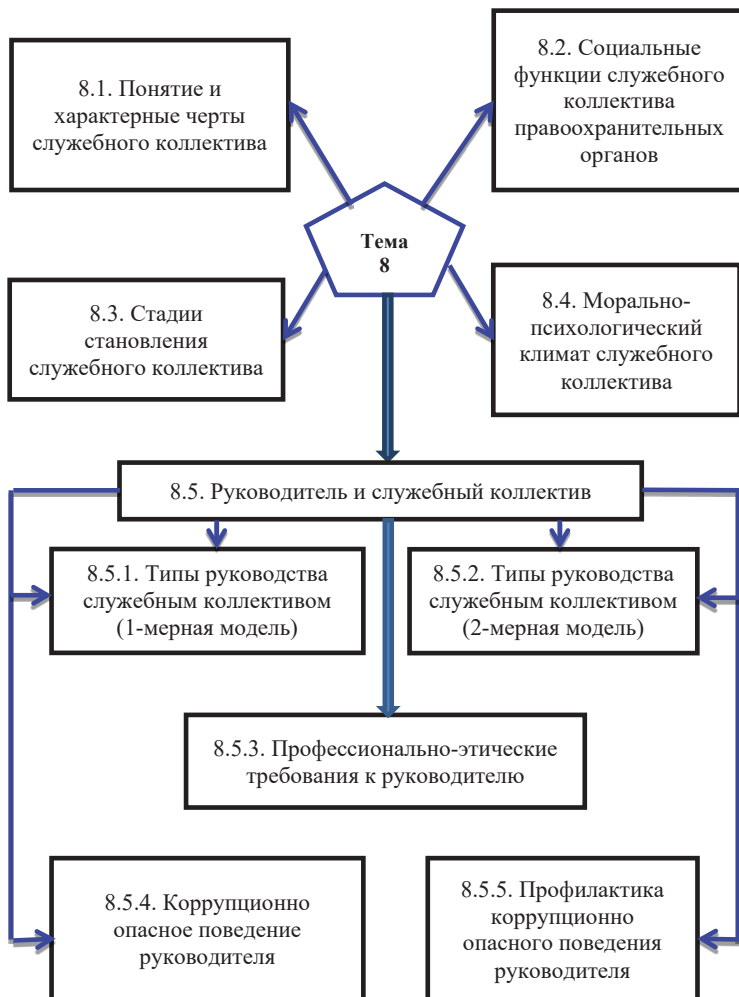 8.1. Понятие и
характерные черты
служебного коллектива
8.2. Социальные
функции служебного
коллектива
правоохранительных
органов
Тема
8
8.3. Стадии
становления
служебного коллектива
8.4. Морально-
психологический
климат служебного
коллектива
8.5. Руководитель и служебный коллектив
8.5.1. Типы руководства
служебным коллективом
(1-мерная модель)
8.5.2. Типы руководства
служебным коллективом
(2-мерная модель)
8.5.3. Профессионально-этические
требования к руководителю
8.5.4. Коррупционно
опасное поведение
руководителя
8.5.5. Профилактика
коррупционно
опасного поведения
руководителя